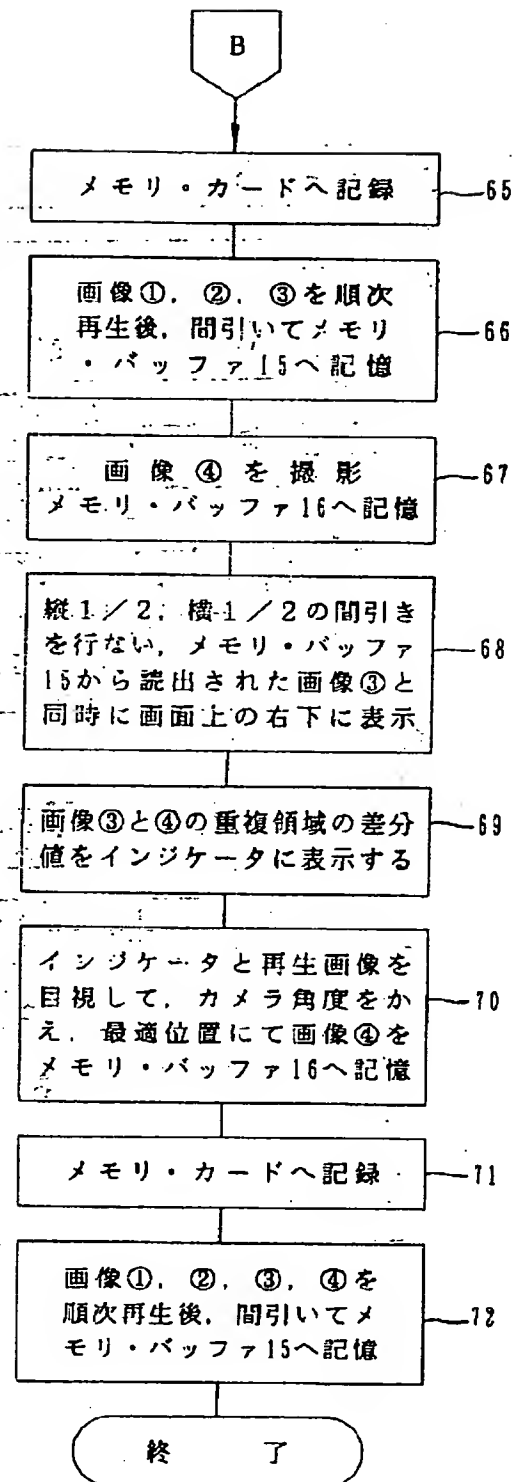 B
メモリ・カードへ記録
65
画像①, ②, ③を順次
再生後, 間引いてメモリ
・バッファ15へ記憶
66
画像④を撮影
メモリ・バッファ16へ記憶
67
縦1/2, 横1/2の間引き
を行ない, メモリ・バッファ
15から読出された画像③と
同時に画面上の右下に表示
68
画像③と④の重複領域の差分
値をインジケータに表示する
69
インジケータと再生画像を
目視して, カメラ角度をか
え, 最適位置にて画像④を
メモリ・バッファ16へ記憶
70
メモリ・カードへ記録
71
画像①, ②, ③, ④を
順次再生後, 間引いてメ
モリ・バッファ15へ記憶
72
終 了